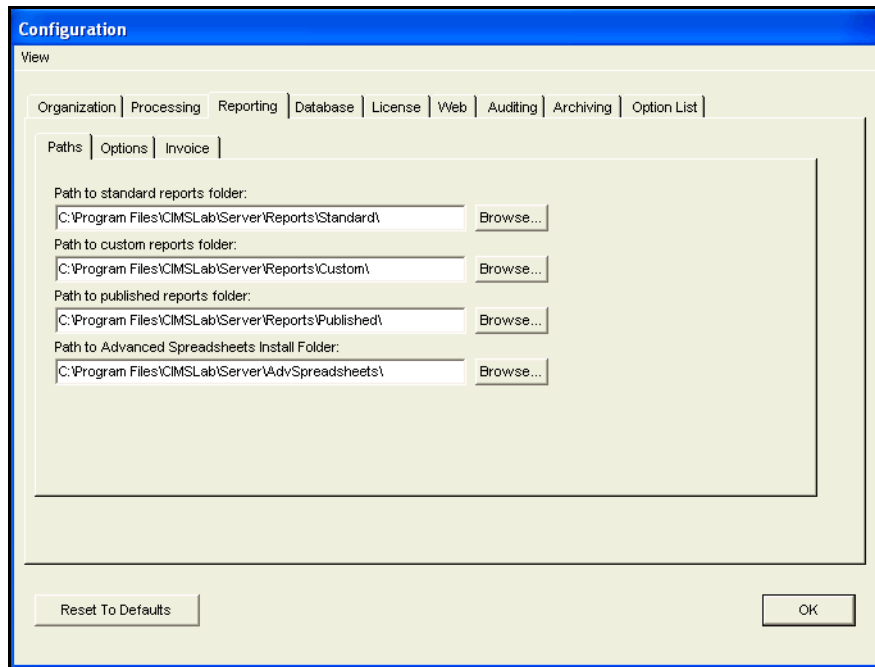 Configuration
View
Organization Processing Reporting Database License Web Auditing Archiving Option List
Paths Options Invoice
Path to standard reports folder:
C:\Program Files\CIMSLab\Server\Reports\Standard\ Browse...
Path to custom reports folder:
C:\Program Files\CIMSLab\Server\Reports\Custom\ Browse...
Path to published reports folder:
C:\Program Files\CIMSLab\Server\Reports\Published\ Browse...
Path to Advanced Spreadsheets Install Folder:
C:\Program Files\CIMSLab\Server\AdvSpreadsheets\ Browse...
Reset To Defaults OK